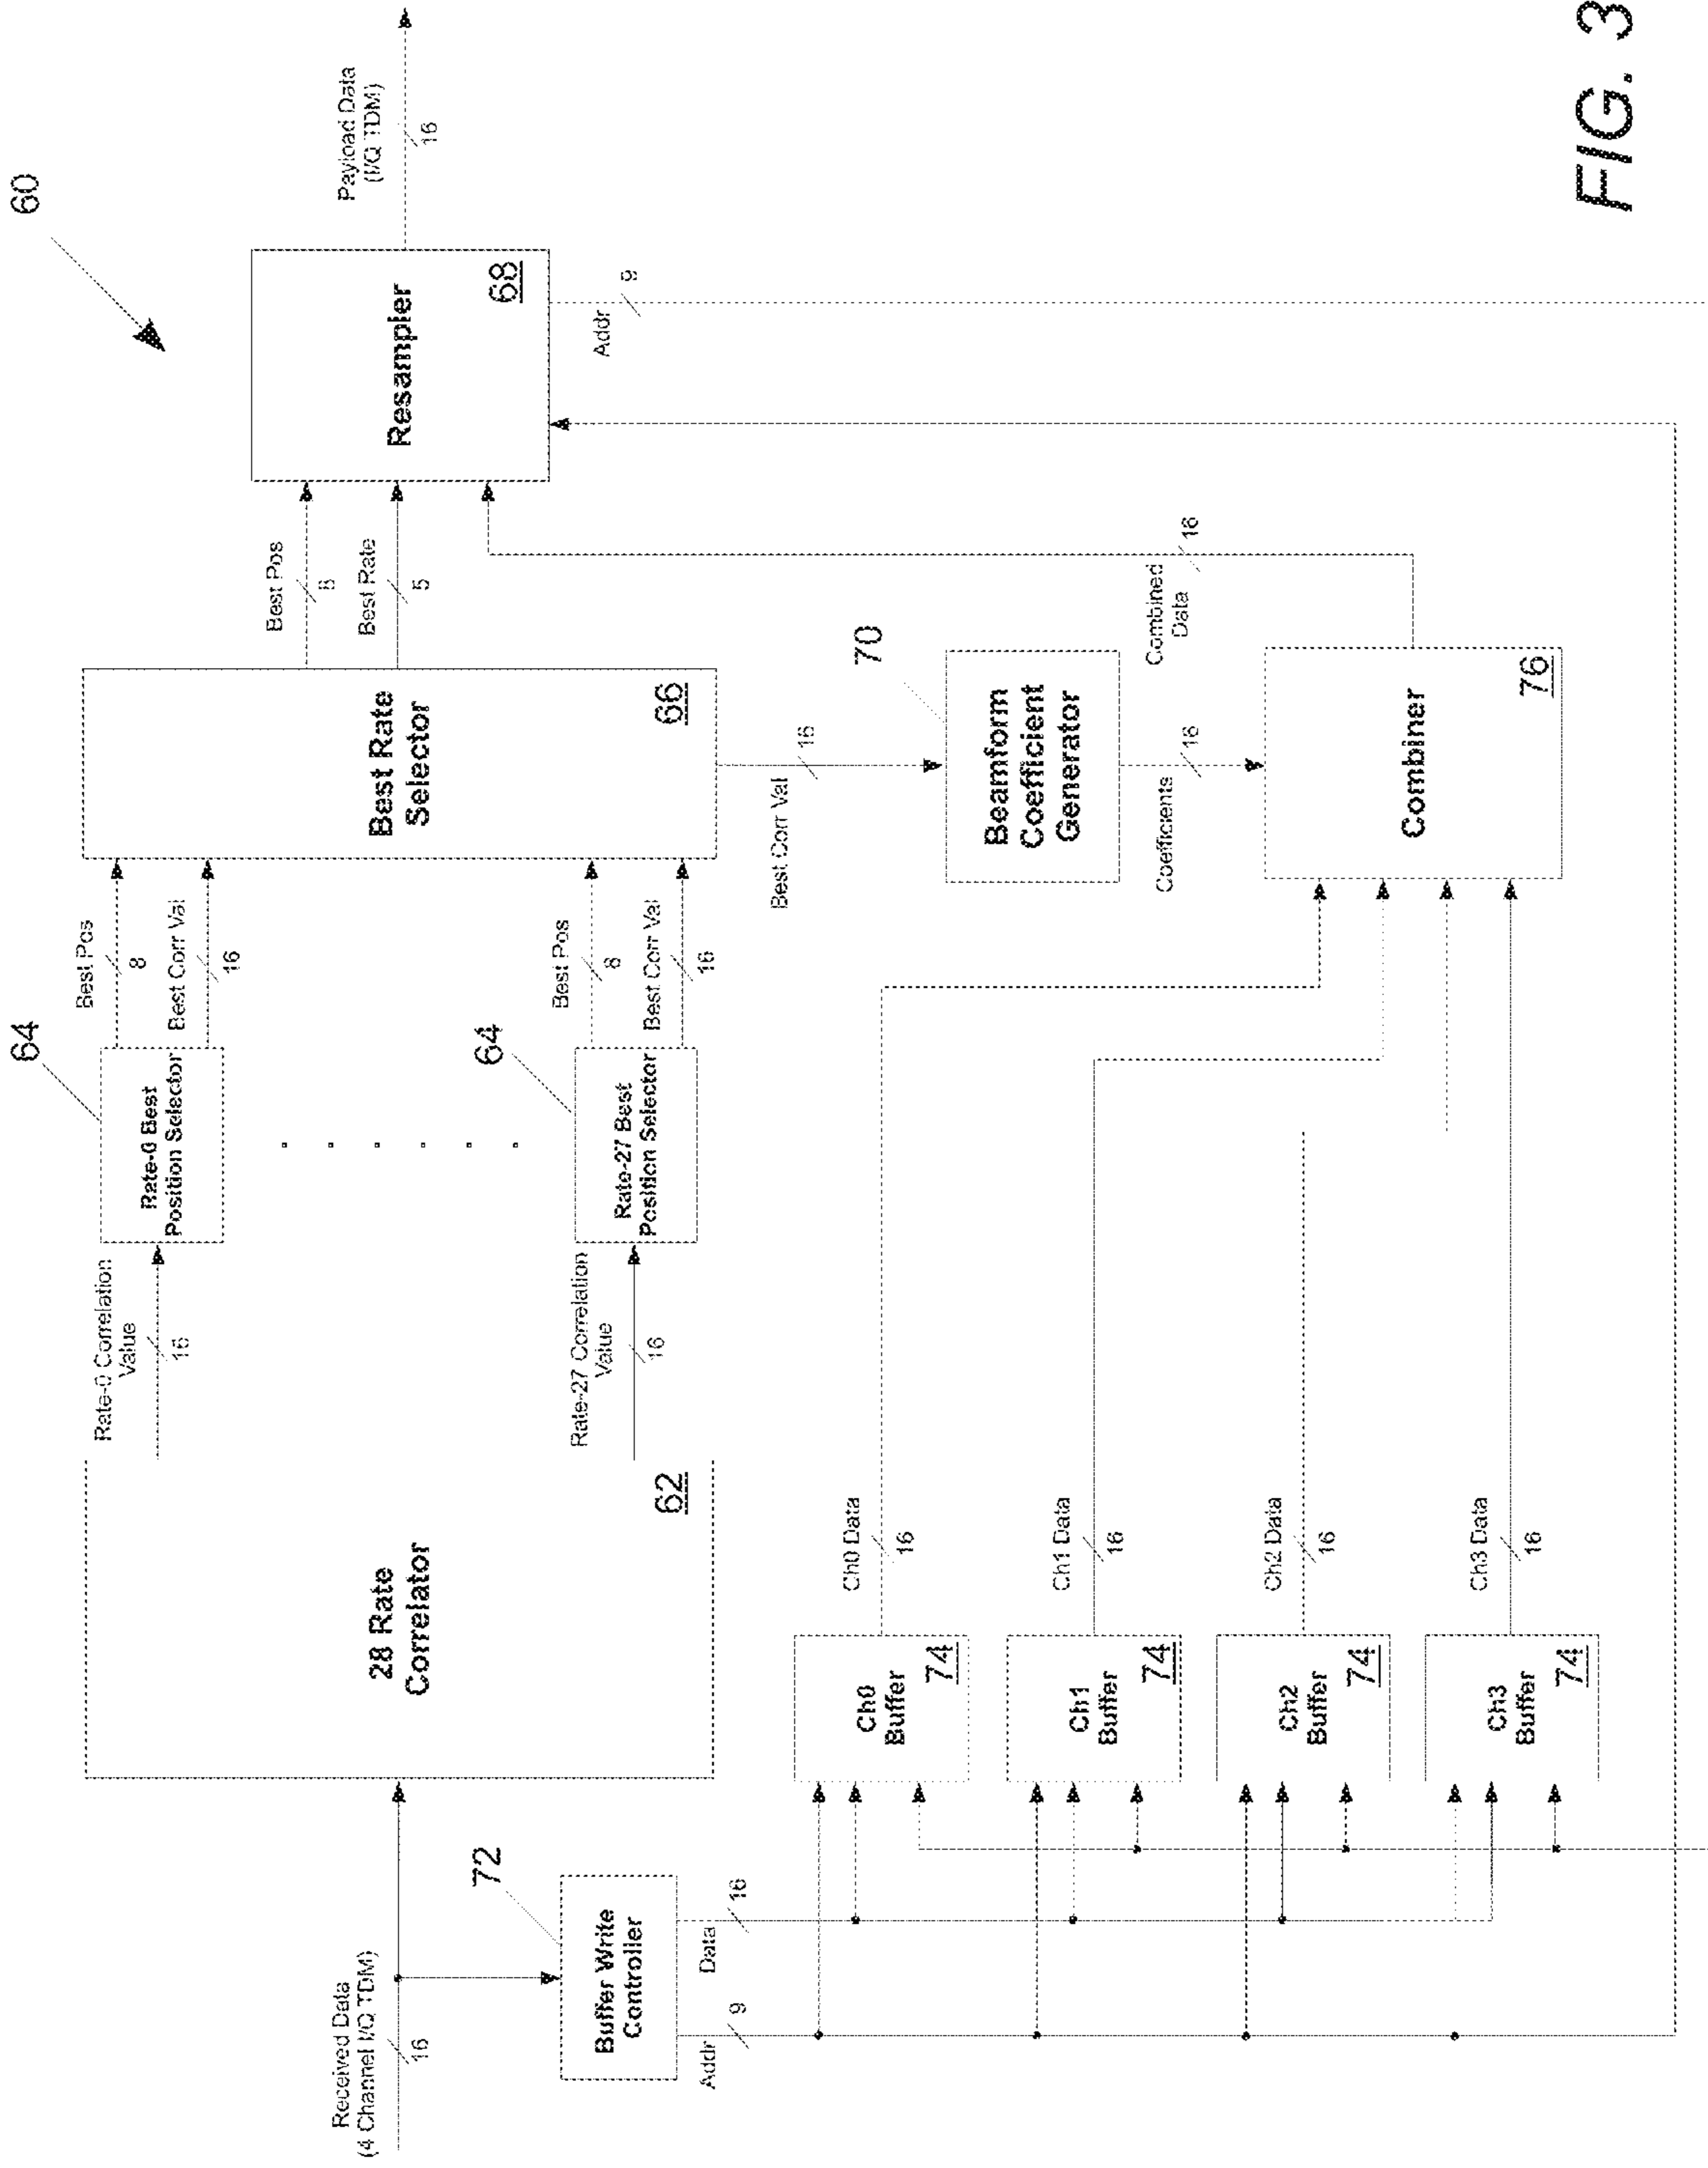 60
Received Data
(4 Channel I/Q TDM)
16
28 Rate
Correlator
62
Rate-0 Correlation
Value
16
Rate-27 Correlation
Value
16
64
Rate-0 Best
Position Selector
64
Rate-27 Best
Position Selector
Best Pos
8
Best Corr Val
16
Best Pos
8
Best Corr Val
16
Best Rate
Selector
66
Best Pos
8
Best Rate
5
Resampler
68
Payload Data
(I/Q TDM)
16
Addr
9
72
Buffer Write
Controller
Addr
9
Data
16
Ch0
Buffer
74
Ch1
Buffer
74
Ch2
Buffer
74
Ch3
Buffer
74
Ch0 Data
16
Ch1 Data
16
Ch2 Data
16
Ch3 Data
16
Best Corr Val
16
70
Beamform
Coefficient
Generator
Coefficients
16
Combiner
76
Combined
Data
16
FIG. 3